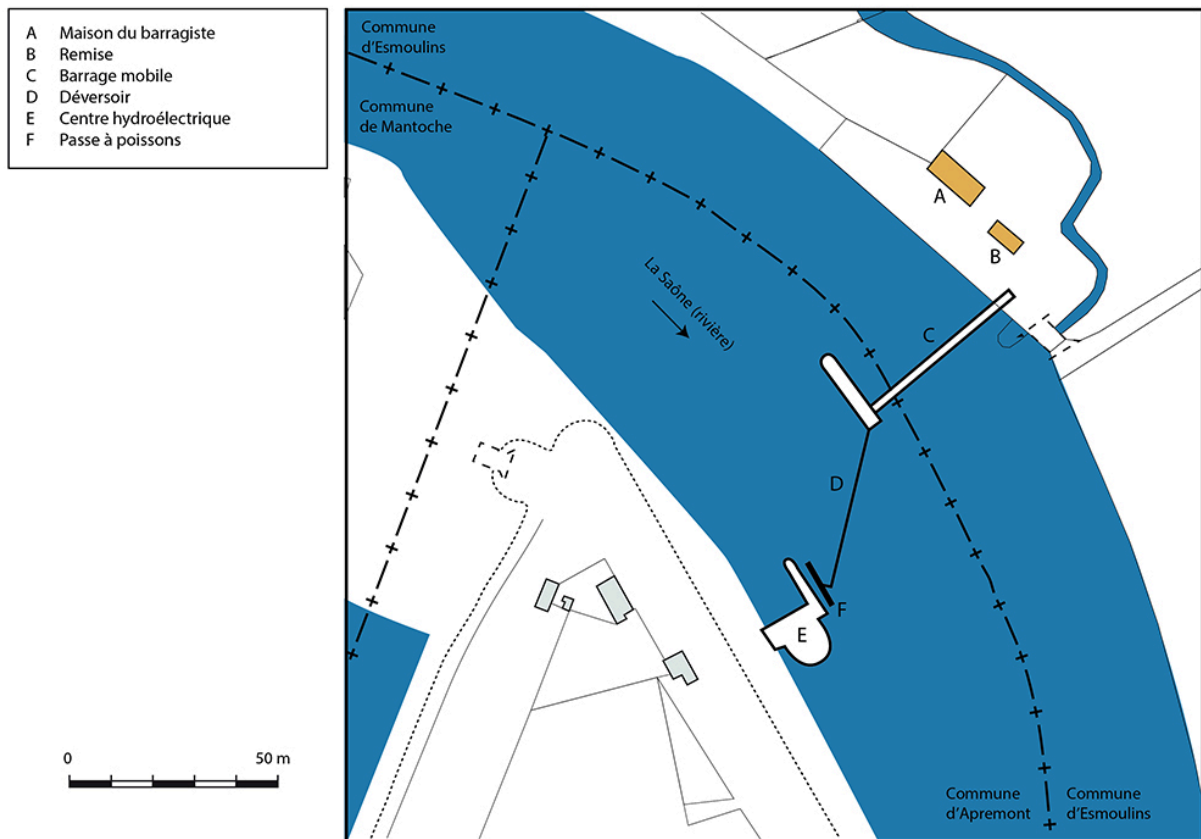 A Maison du barragiste
B Remise
C Barrage mobile
D Déversoir
E Centre hydroélectrique
F Passe à poissons
Commune
d'Esmoulins
Commune
de Mantoche
A
B
La Saône (rivière)
C
D
F
E
0 50 m
Commune
d'Apremont
Commune
d'Esmoulins